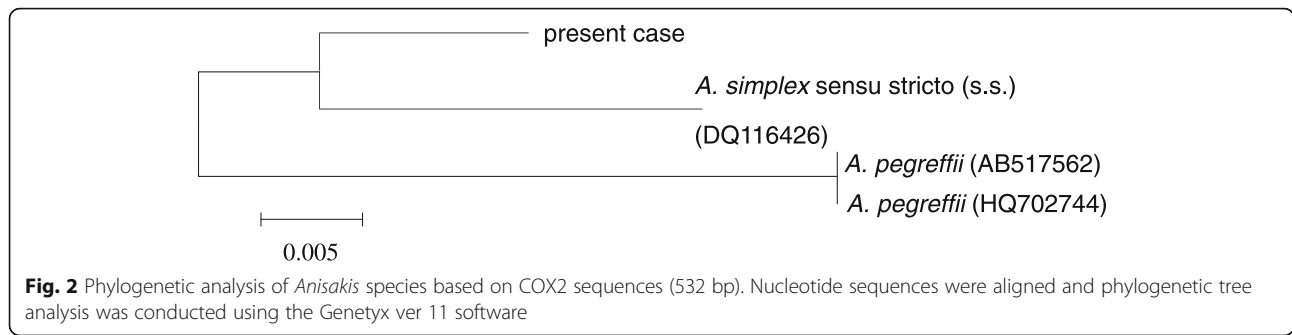 present case
A. simplex sensu stricto (s.s.)
(DQ116426)
A. pegreffii (AB517562)
A. pegreffii (HQ702744)
0.005
Fig. 2 Phylogenetic analysis of Anisakis species based on COX2 sequences (532 bp). Nucleotide sequences were aligned and phylogenetic tree
analysis was conducted using the Genetyx ver 11 software